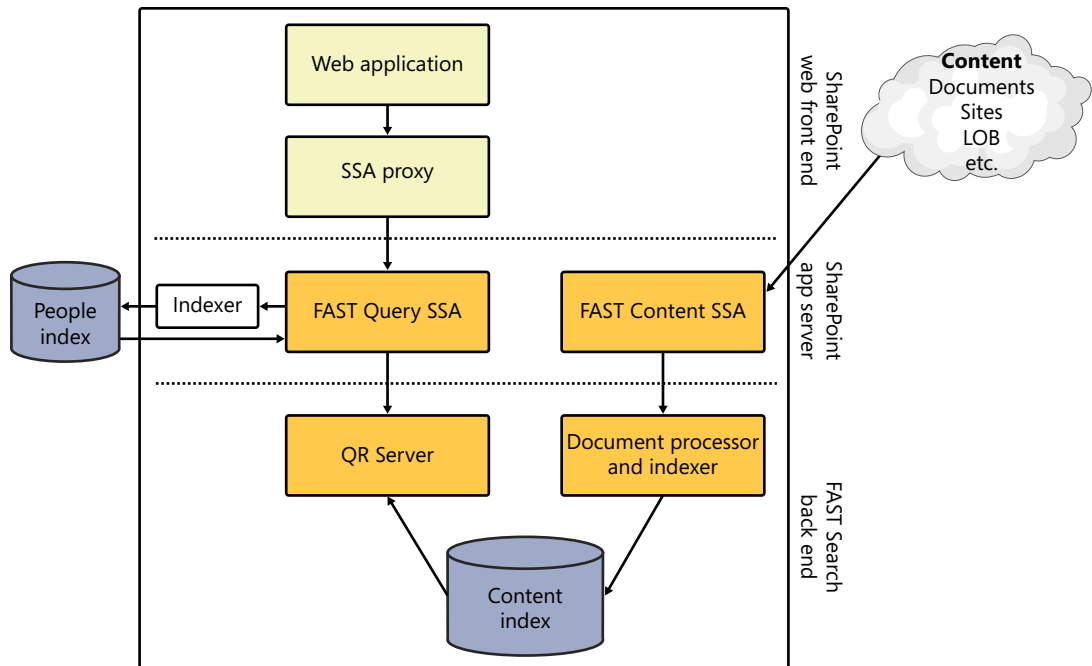 Web application
SSA proxy
SharePoint
web front end
Content
Documents
Sites
LOB
etc.
People
index
Indexer
FAST Query SSA
FAST Content SSA
SharePoint
app server
QR Server
Document processor
and indexer
FAST Search
back end
Content
index